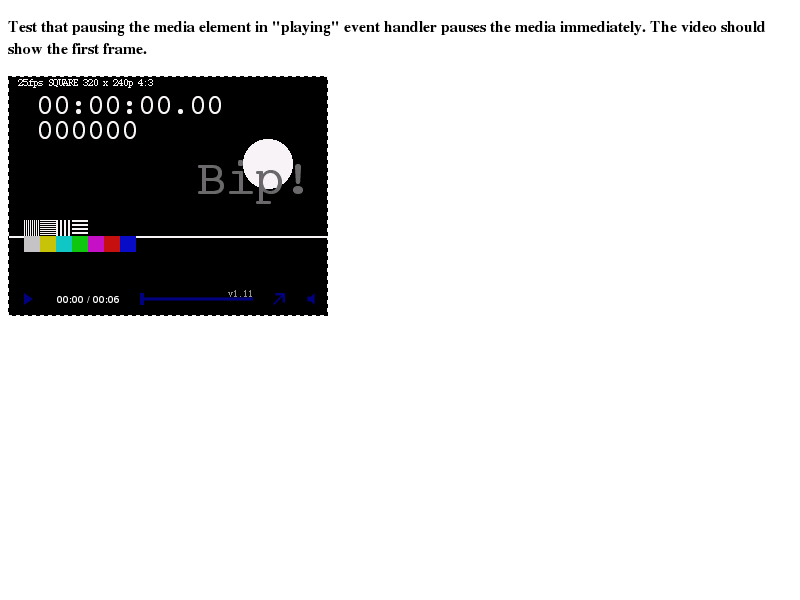 Test that pausing the media element in "playing" event handler pauses the media immediately. The video should
show the first frame.
25fps SQUARE 320 x 240p 4:3
00:00:00.00
000000
Bip!
v1.11
00:00 / 00:06